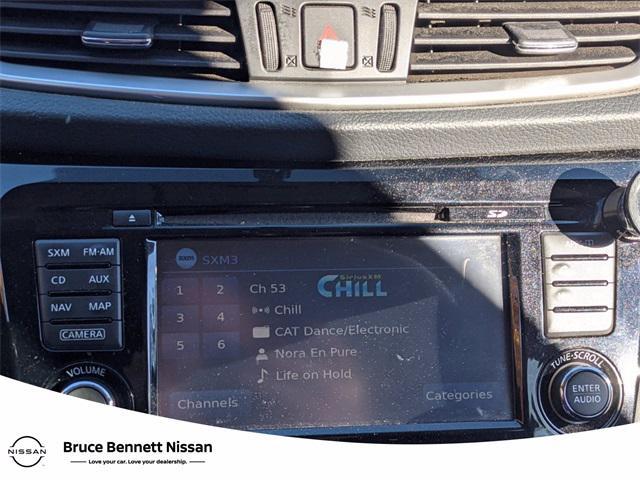 SD
SXM FM·AM
CD AUX
NAV MAP
CAMERA
VOLUME
sxm SXM3
1 2
3 4
5 6
Ch 53
SiriusXM
CHILL
Chill
CAT Dance/Electronic
Nora En Pure
Life on Hold
Channels
Categories
TUNE·SCROLL
ENTER
AUDIO
NISSAN
Bruce Bennett Nissan
Love your car. Love your dealership.